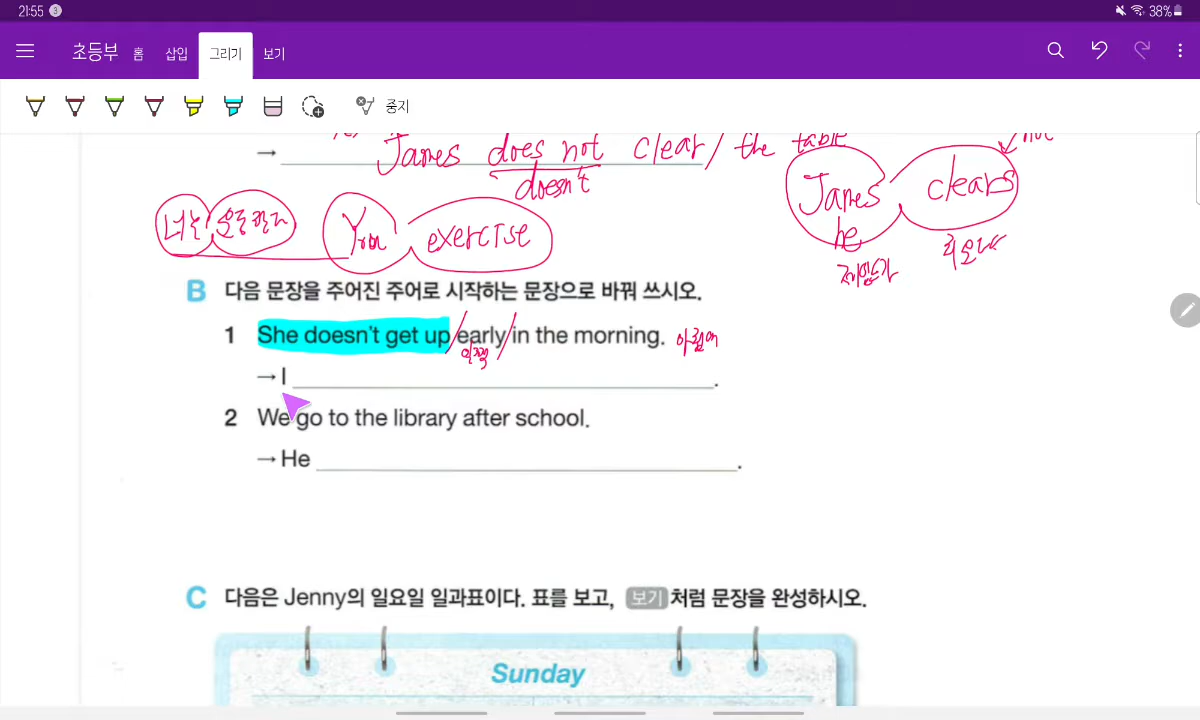 21:55 3 38%
초등부 홈 삽입 그리기 보기
중지
→ James does not clear / the table
doesn't
not
James clears
he
너는 운동한다 You exercise
B 다음 문장을 주어진 주어로 시작하는 문장으로 바꿔 쓰시오.
1 She doesn't get up / early / in the morning. 아침에
일찍
→ I .
2 We go to the library after school.
→ He .
C 다음은 Jenny의 일요일 일과표이다. 표를 보고, 보기 처럼 문장을 완성하시오.
Sunday